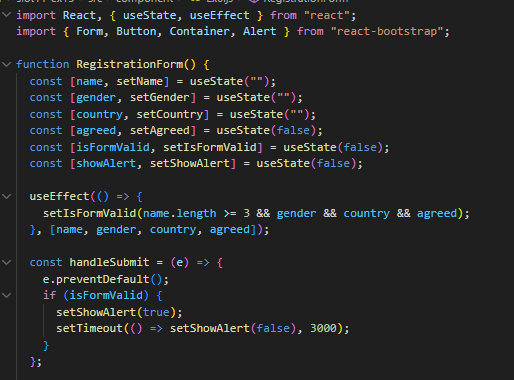 import React, { useState, useEffect } from "react";
import { Form, Button, Container, Alert } from "react-bootstrap";
function RegistrationForm() {
const [name, setName] = useState("");
const [gender, setGender] = useState("");
const [country, setCountry] = useState("");
const [agreed, setAgreed] = useState(false);
const [isFormValid, setIsFormValid] = useState(false);
const [showAlert, setShowAlert] = useState(false);
useEffect(() => {
setIsFormValid(name.length >= 3 && gender && country && agreed);
}, [name, gender, country, agreed]);
const handleSubmit = (e) => {
e.preventDefault();
if (isFormValid) {
setShowAlert(true);
setTimeout(() => setShowAlert(false), 3000);
}
};